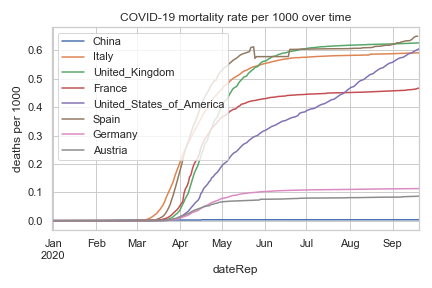 COVID-19 mortality rate per 1000 over time
deaths per 1000
0.6
0.5
0.4
0.3
0.2
0.1
0.0
China
Italy
United_Kingdom
France
United_States_of_America
Spain
Germany
Austria
Jan Feb Mar Apr May Jun Jul Aug Sep
2020
dateRep